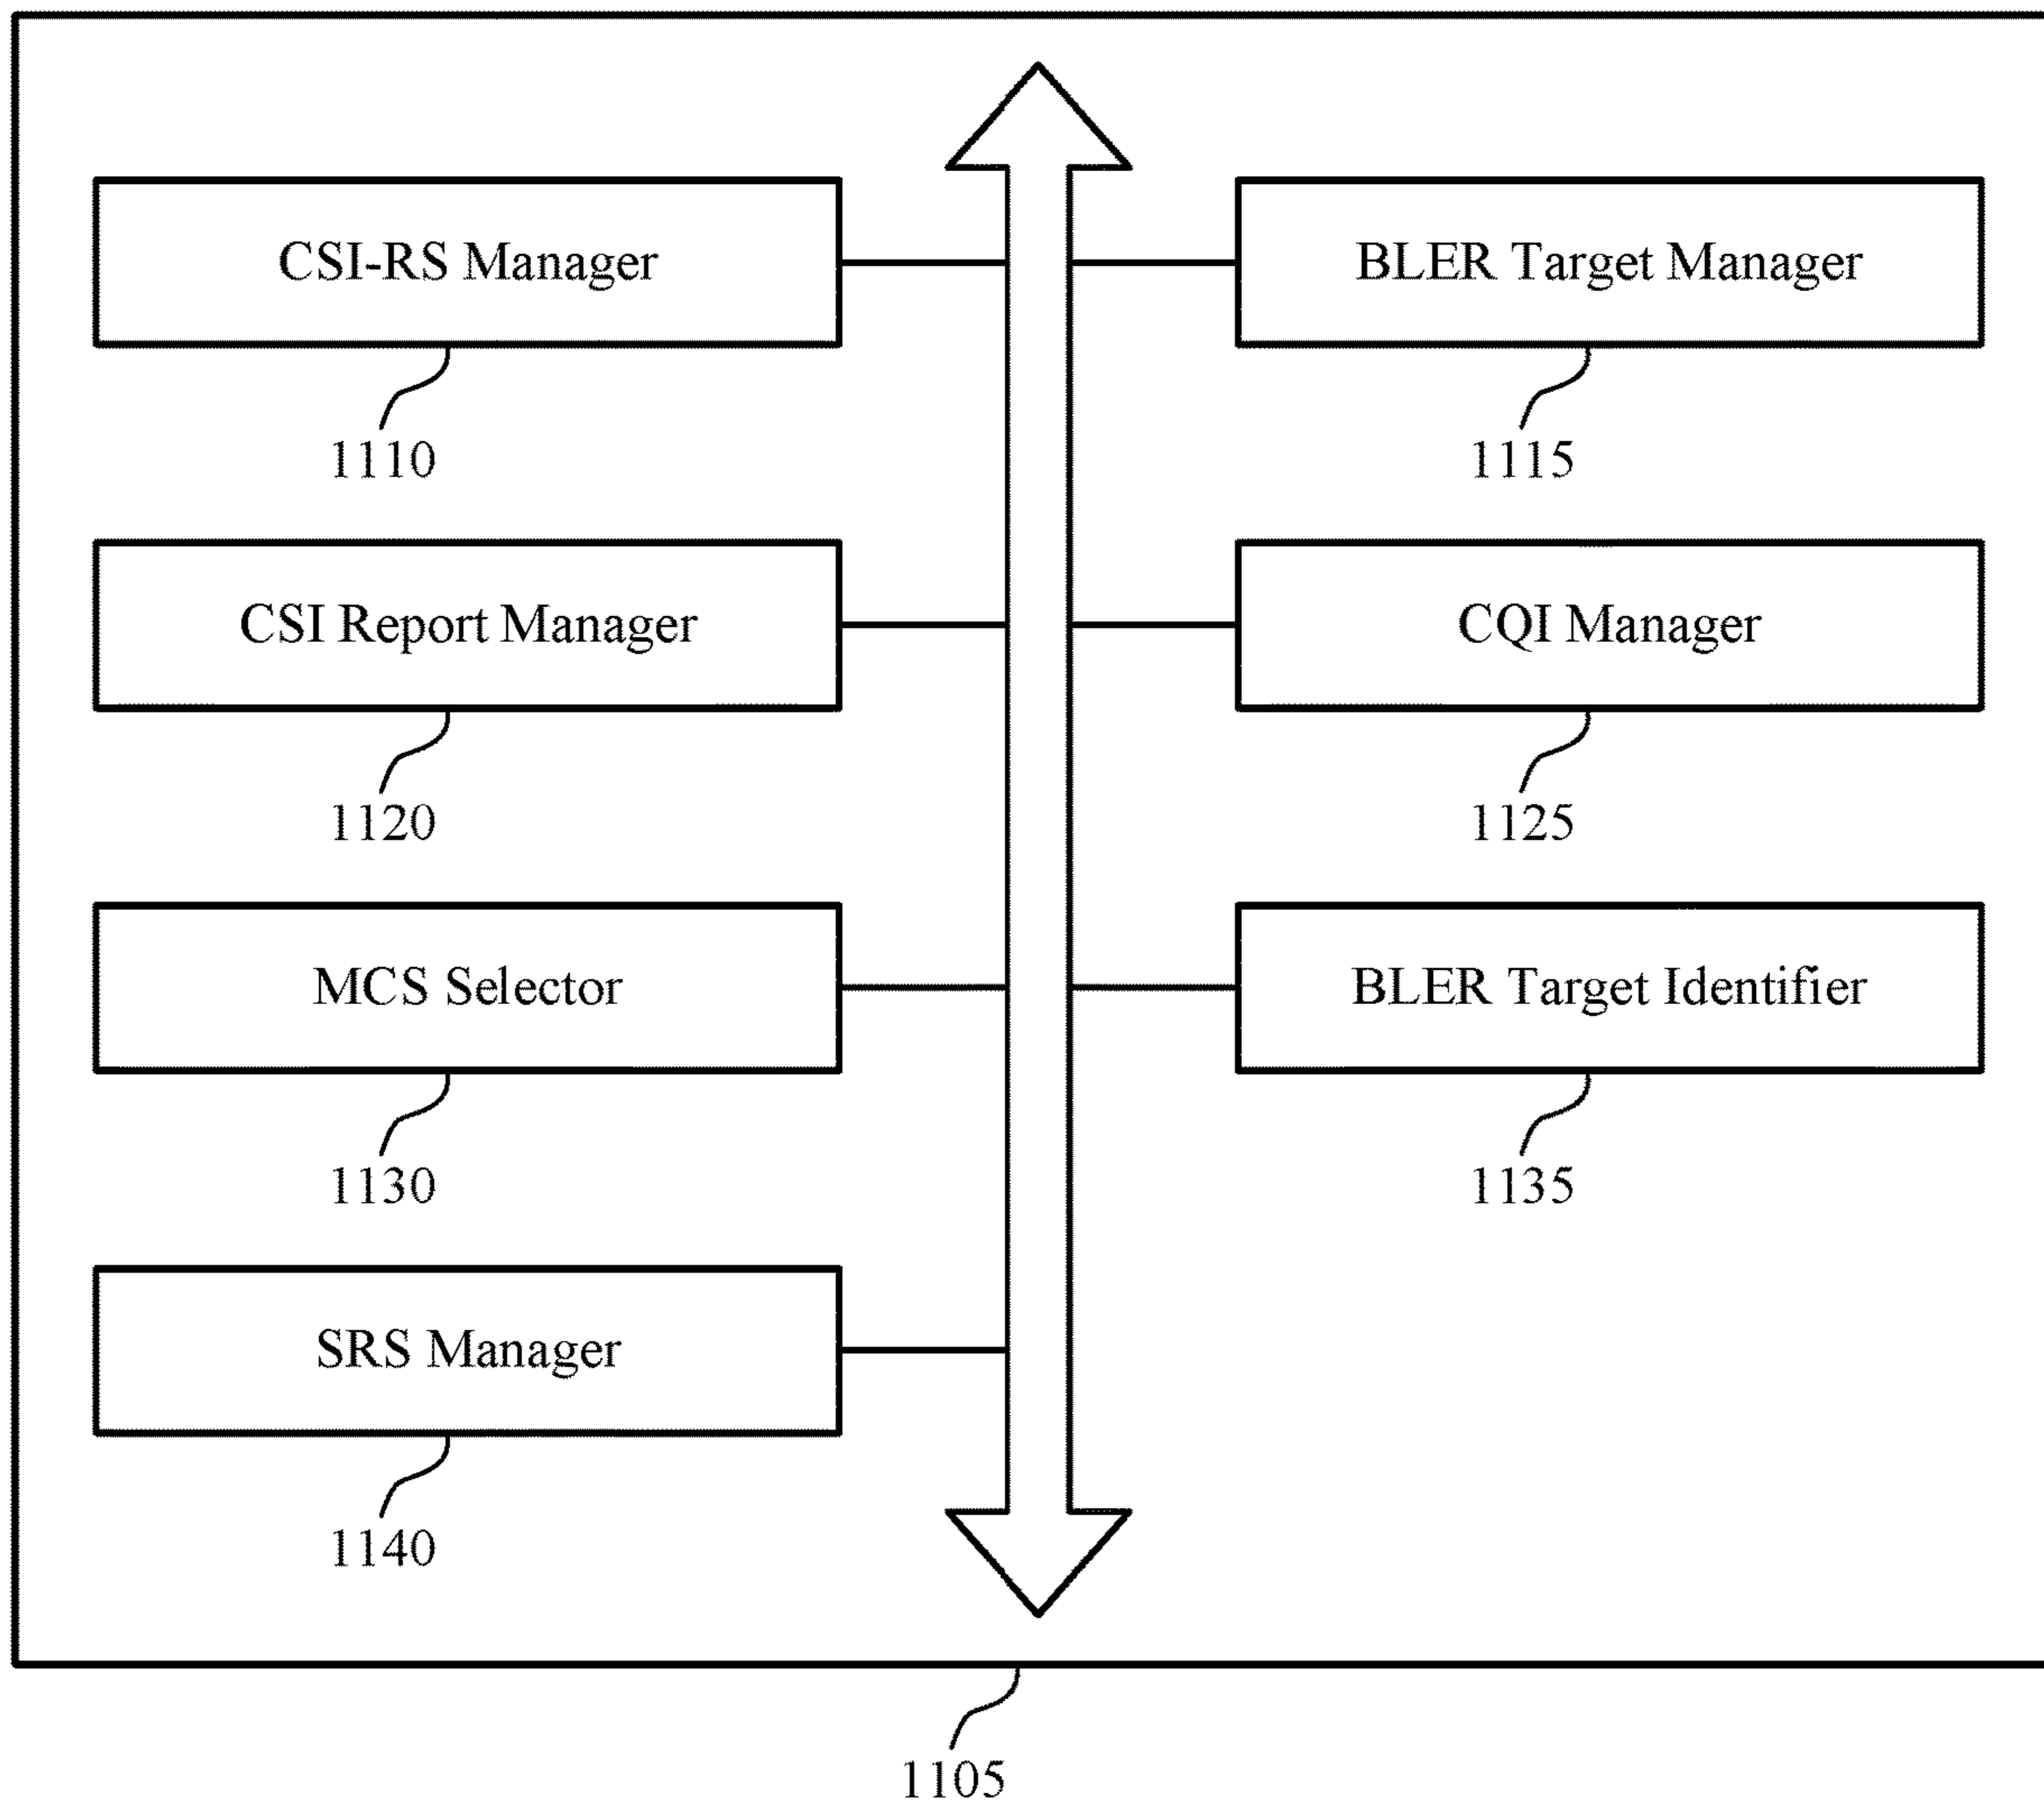 CSI-RS Manager
BLER Target Manager
1110
1115
CSI Report Manager
CQI Manager
1120
1125
MCS Selector
BLER Target Identifier
1130
1135
SRS Manager
1140
1105